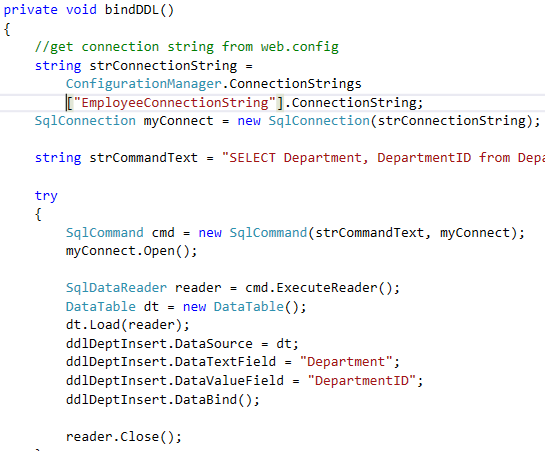 private void bindDDL()
{
//get connection string from web.config
string strConnectionString =
ConfigurationManager.ConnectionStrings
["EmployeeConnectionString"].ConnectionString;
SqlConnection myConnect = new SqlConnection(strConnectionString);
string strCommandText = "SELECT Department, DepartmentID from Depa
try
{
SqlCommand cmd = new SqlCommand(strCommandText, myConnect);
myConnect.Open();
SqlDataReader reader = cmd.ExecuteReader();
DataTable dt = new DataTable();
dt.Load(reader);
ddlDeptInsert.DataSource = dt;
ddlDeptInsert.DataTextField = "Department";
ddlDeptInsert.DataValueField = "DepartmentID";
ddlDeptInsert.DataBind();
reader.Close();